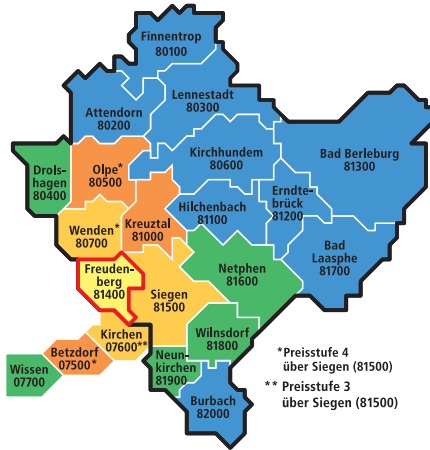 Finnentrop
80100
Lennestadt
80300
Attendorn
80200
Kirchhundem
80600
Bad Berleburg
81300
Drols-
hagen
80400
Olpe*
80500
Erndte-
brück
81200
Hilchenbach
81100
Kreuztal
81000
Wenden*
80700
Bad
Laasphe
81700
Netphen
81600
Freuden-
berg
81400
Siegen
81500
Wilnsdorf
81800
Kirchen
07600**
Betzdorf
07500*
Wissen
07700
Neun-
kirchen
81900
Burbach
82000
*Preisstufe 4
über Siegen (81500)
** Preisstufe 3
über Siegen (81500)